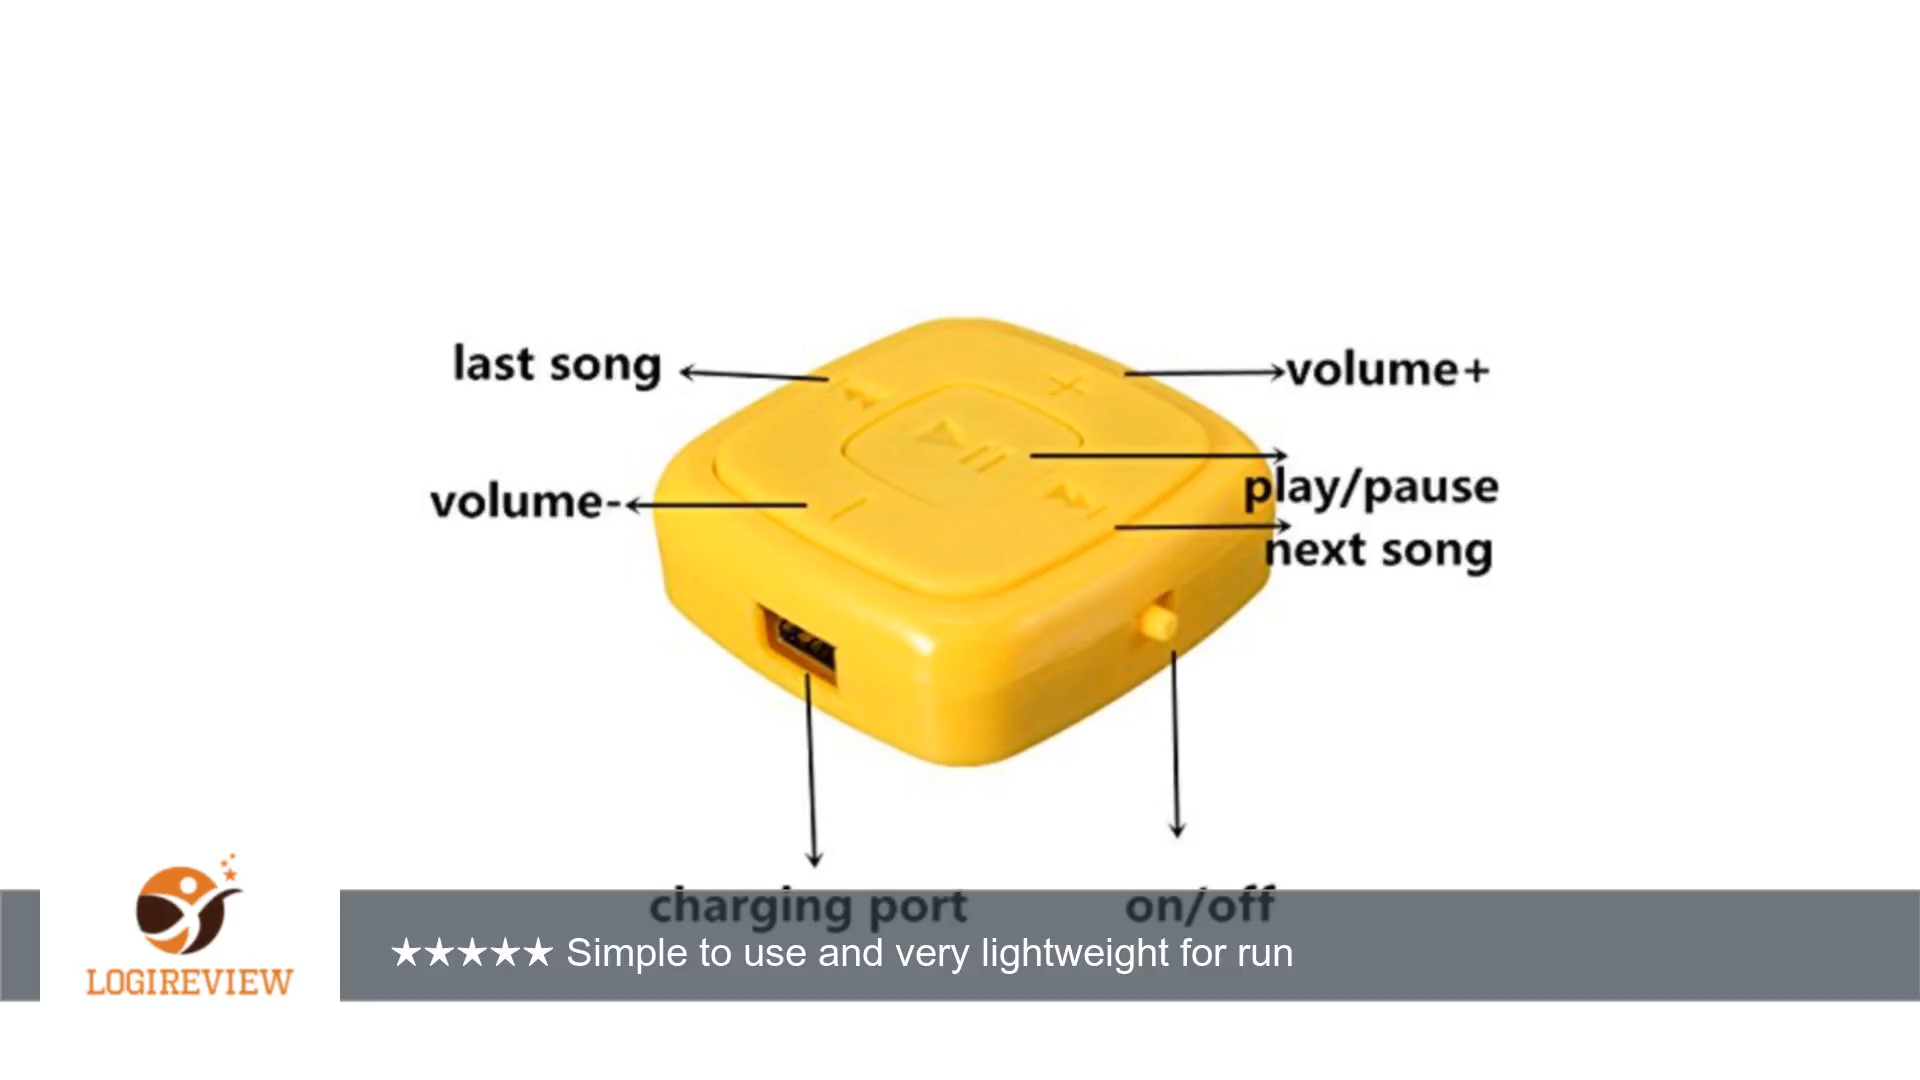 last song
volume+
volume-
play/pause
next song
charging port
on/off
★★★★★ Simple to use and very lightweight for run
LOGIREVIEW